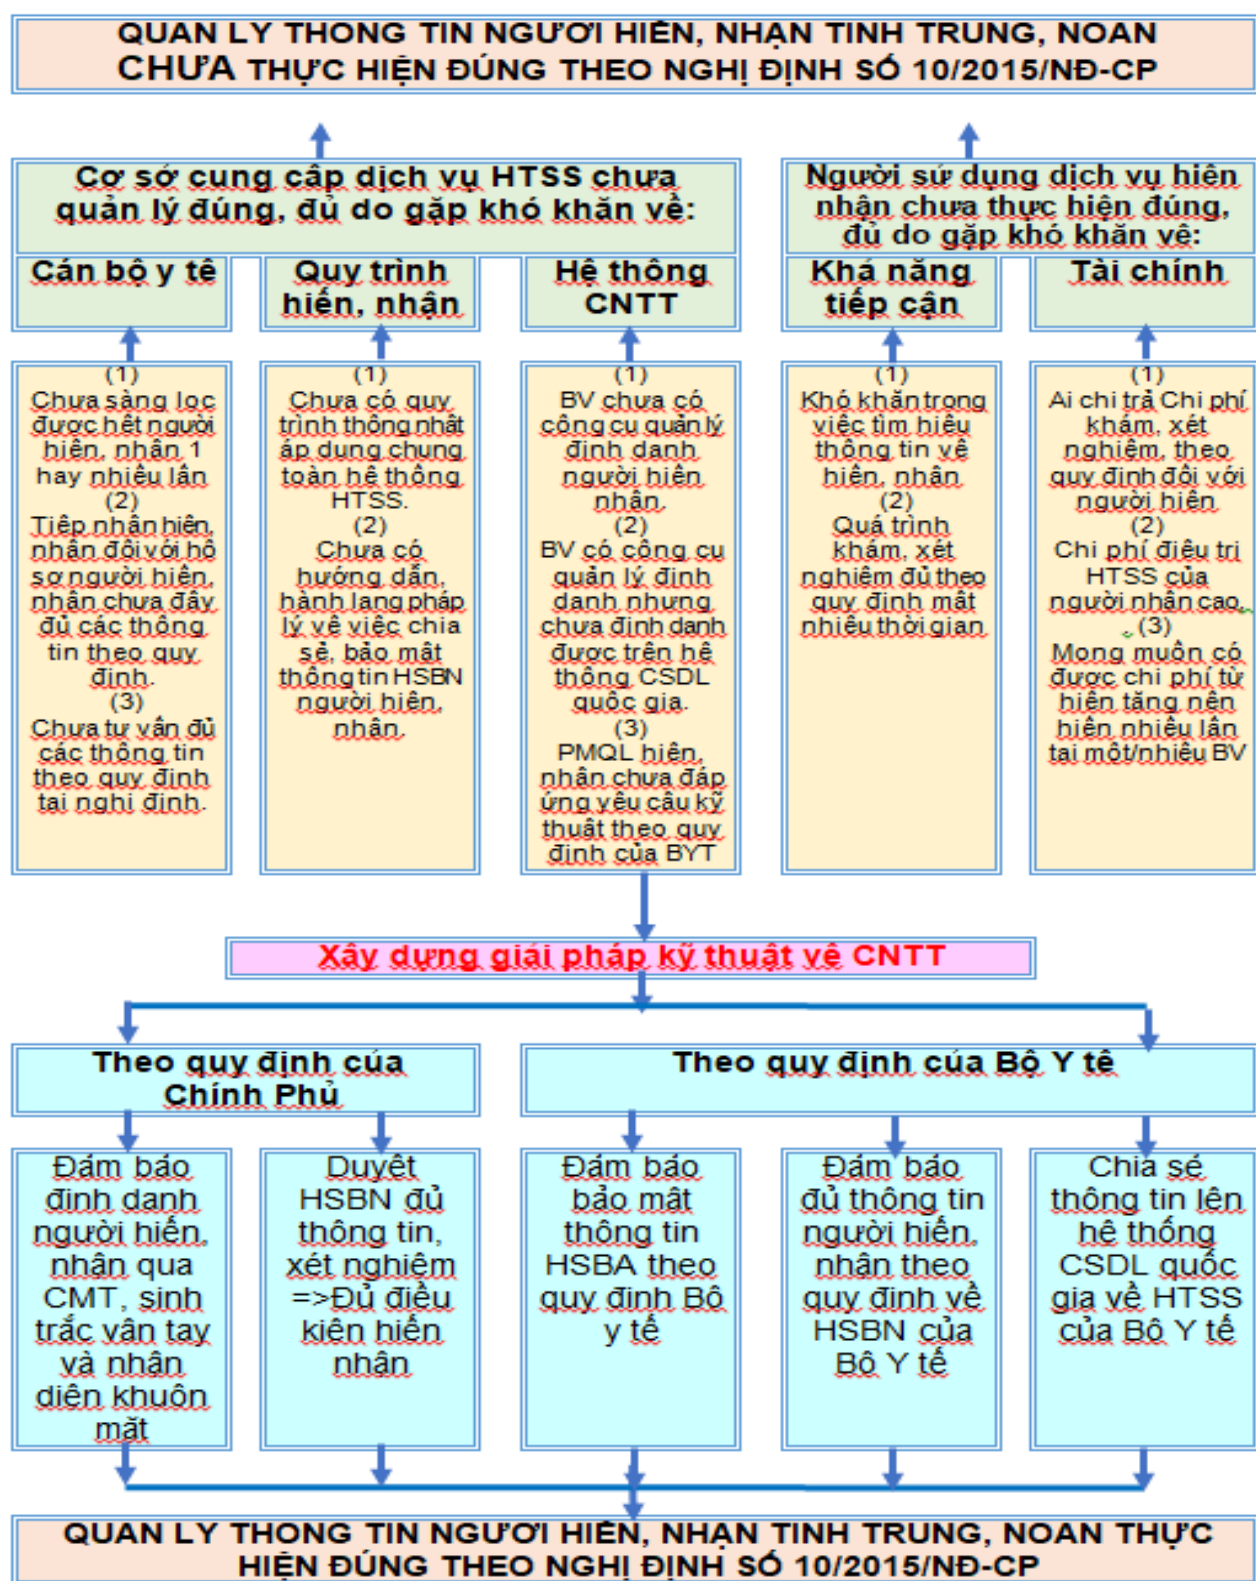 QUẢN LÝ THÔNG TIN NGƯỜI HIẾN, NHẬN TINH TRÙNG, NOÃN
CHƯA THỰC HIỆN ĐÚNG THEO NGHỊ ĐỊNH SỐ 10/2015/NĐ-CP
Cơ sở cung cấp dịch vụ HTSS chưa
quản lý đúng, đủ do gặp khó khăn về:
Người sử dụng dịch vụ hiến
nhận chưa thực hiện đúng,
đủ do gặp khó khăn về:
Cán bộ y tế
Quy trình
hiến, nhận
Hệ thống
CNTT
Khả năng
tiếp cận
Tài chính
(1)
Chưa sàng lọc
được hết người
hiến, nhận 1
hay nhiều lần
(2)
Tiếp nhận hiến,
nhận đối với hồ
sơ người hiến,
nhận chưa đầy
đủ các thông
tin theo quy
định.
(3)
Chưa tư vấn đủ
các thông tin
theo quy định
tại nghị định.
(1)
Chưa có quy
trình thông nhất
áp dụng chung
toàn hệ thống
HTSS.
(2)
Chưa có
hướng dẫn,
hành lang pháp
lý về việc chia
sẻ, bảo mật
thông tin HSBN
người hiến,
nhận.
(1)
BV chưa có
công cụ quản lý
định danh
người hiến
nhận.
(2)
BV có công cụ
quản lý định
danh nhưng
chưa định danh
được trên hệ
thống CSDL
quốc gia.
(3)
PMQL hiến,
nhận chưa đáp
ứng yêu cầu kỹ
thuật theo quy
định của BYT
(1)
Khó khăn trong
việc tìm hiểu
thông tin về
hiến, nhận
(2)
Quá trình
khám, xét
nghiệm đủ theo
quy định mất
nhiều thời gian
(1)
Ai chi trả Chi phí
khám, xét
nghiệm, theo
quy định đối với
người hiến
(2)
Chi phí điều trị
HTSS của
người nhận cao,
(3)
Mong muốn có
được chi phí từ
hiến tặng nên
hiến nhiều lần
tại một/nhiều BV
Xây dựng giải pháp kỹ thuật về CNTT
Theo quy định của
Chính Phủ
Theo quy định của Bộ Y tế
Đảm bảo
định danh
người hiến,
nhận qua
CMT, sinh
trắc vân tay
và nhận
diện khuôn
mặt
Duyệt
HSBN đủ
thông tin,
xét nghiệm
=>Đủ điều
kiện hiến
nhận
Đảm bảo
bảo mật
thông tin
HSBA theo
quy định Bộ
y tế
Đảm bảo
đủ thông tin
người hiến,
nhận theo
quy định về
HSBN của
Bộ Y tế
Chia sẻ
thông tin lên
hệ thống
CSDL quốc
gia về HTSS
của Bộ Y tế
QUẢN LÝ THÔNG TIN NGƯỜI HIẾN, NHẬN TINH TRÙNG, NOÃN THỰC
HIỆN ĐÚNG THEO NGHỊ ĐỊNH SỐ 10/2015/NĐ-CP